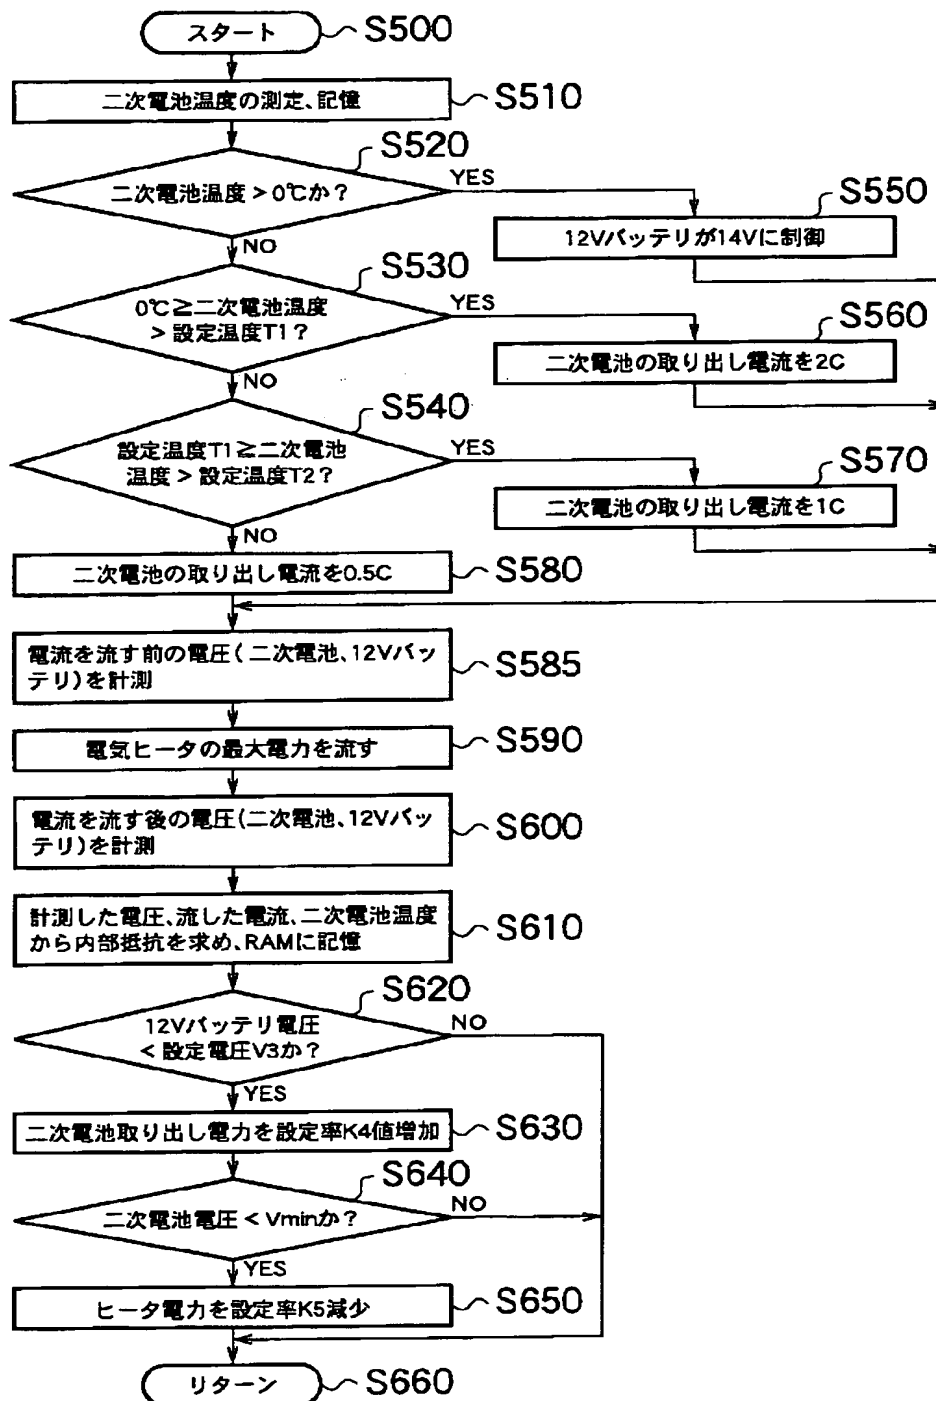 スタート
S500
二次電池温度の測定、記憶
S510
S520
二次電池温度 > 0℃か?
YES
NO
S550
12Vバッテリが14Vに制御
S530
0℃≧二次電池温度
> 設定温度T1?
YES
NO
S560
二次電池の取り出し電流を2C
S540
設定温度T1≧二次電池
温度 > 設定温度T2?
YES
NO
S570
二次電池の取り出し電流を1C
二次電池の取り出し電流を0.5C
S580
電流を流す前の電圧(二次電池、12Vバッ
テリ)を計測
S585
電気ヒータの最大電力を流す
S590
電流を流す後の電圧(二次電池、12Vバッ
テリ)を計測
S600
計測した電圧、流した電流、二次電池温度
から内部抵抗を求め、RAMに記憶
S610
S620
12Vバッテリ電圧
< 設定電圧V3か?
NO
YES
二次電池取り出し電力を設定率K4値増加
S630
S640
二次電池電圧 < Vminか?
NO
YES
ヒータ電力を設定率K5減少
S650
リターン
S660